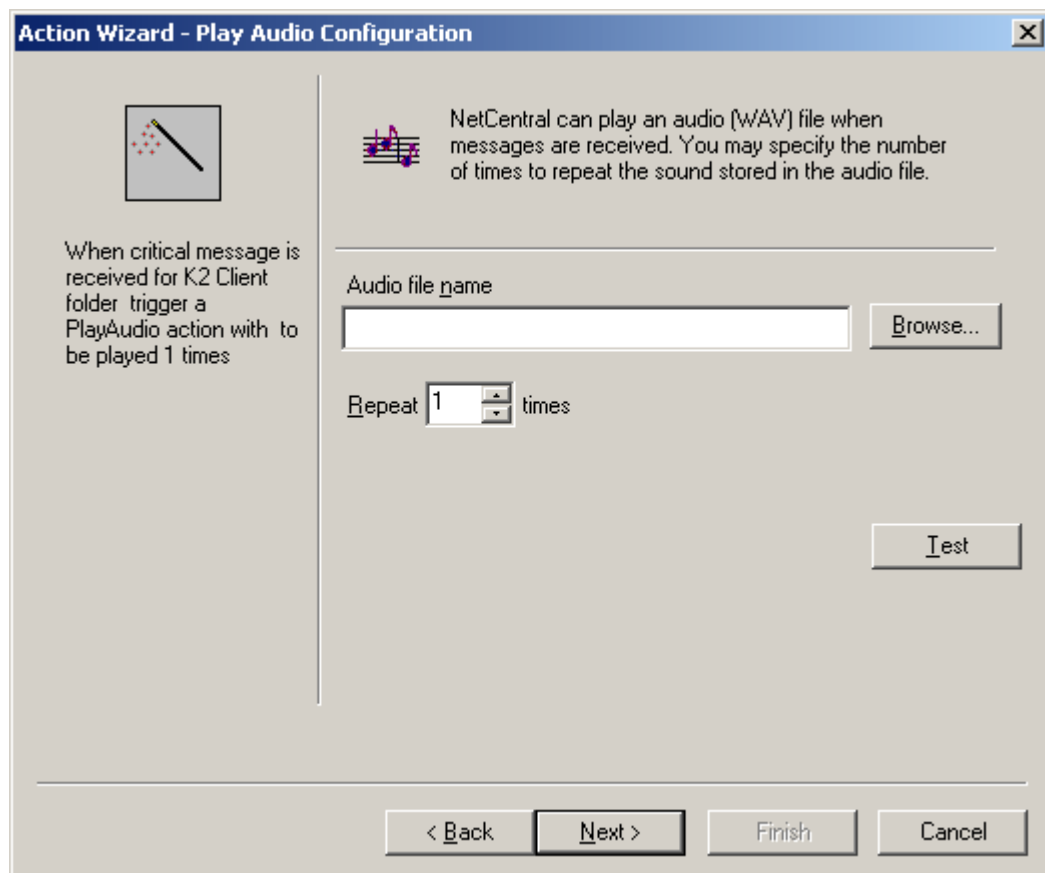 Action Wizard - Play Audio Configuration
When critical message is
received for K2 Client
folder  trigger a
PlayAudio action with  to
be played 1 times
NetCentral can play an audio (WAV) file when
messages are received. You may specify the number
of times to repeat the sound stored in the audio file.
Audio file name
Browse...
Repeat 1 times
Test
< Back Next > Finish Cancel